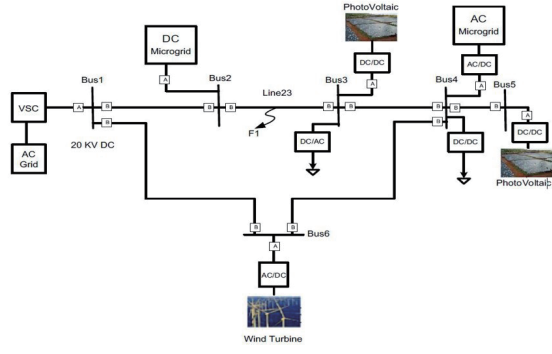 PhotoVoltaic
DC
Microgrid
AC
Microgrid
DC/DC
AC/DC
A
A
A
Bus1
Bus2
Line23
Bus3
Bus4
Bus5
VSC
A
B
B
B
B
B
B
B
B
A
B
B
F1
AC
Grid
20 KV DC
DC/AC
DC/DC
DC/DC
PhotoVoltaic
B
B
Bus6
A
AC/DC
Wind Turbine